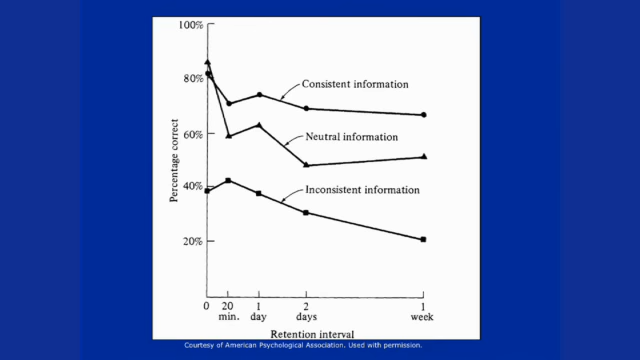 100%
Consistent information
80%
Neutral information
60%
Percentage correct
Inconsistent information
40%
20%
0 20 min. 1 day 2 days 1 week
Retention interval
Courtesy of American Psychological Association. Used with permission.